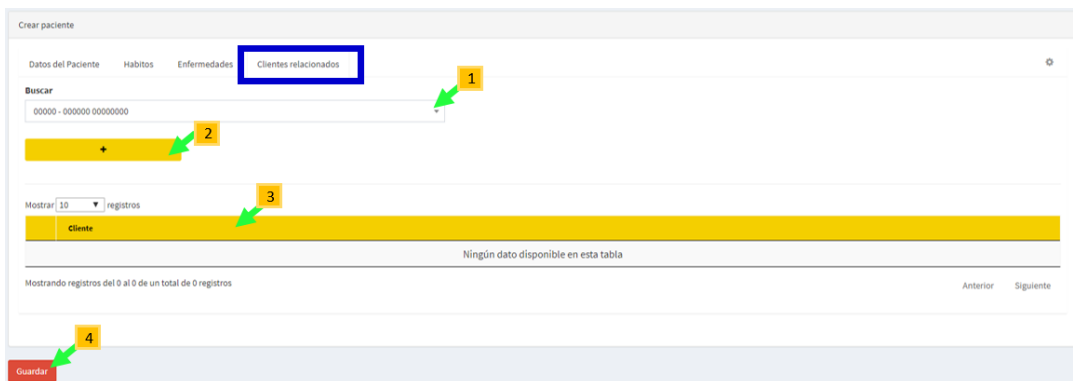 Crear paciente
Datos del Paciente Habitos Enfermedades Clientes relacionados
1
Buscar
00000 - 000000 00000000
2
+
3
Mostrar 10 registros
Cliente
Ningún dato disponible en esta tabla
Mostrando registros del 0 al 0 de un total de 0 registros
Anterior Siguiente
4
Guardar